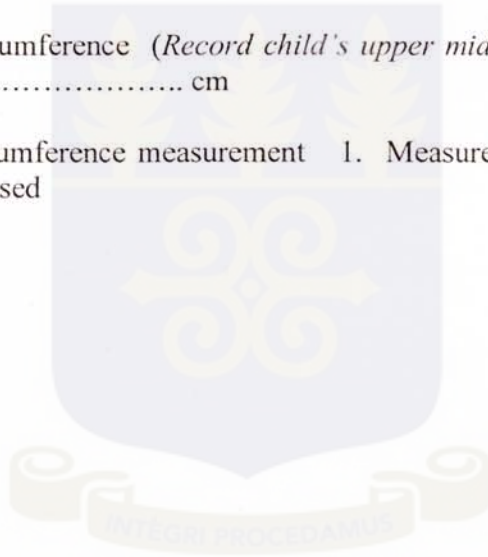 umference (Record child's upper mid
.................... cm
umference measurement 1. Measure
sed
INTEGRI PROCEDAMUS